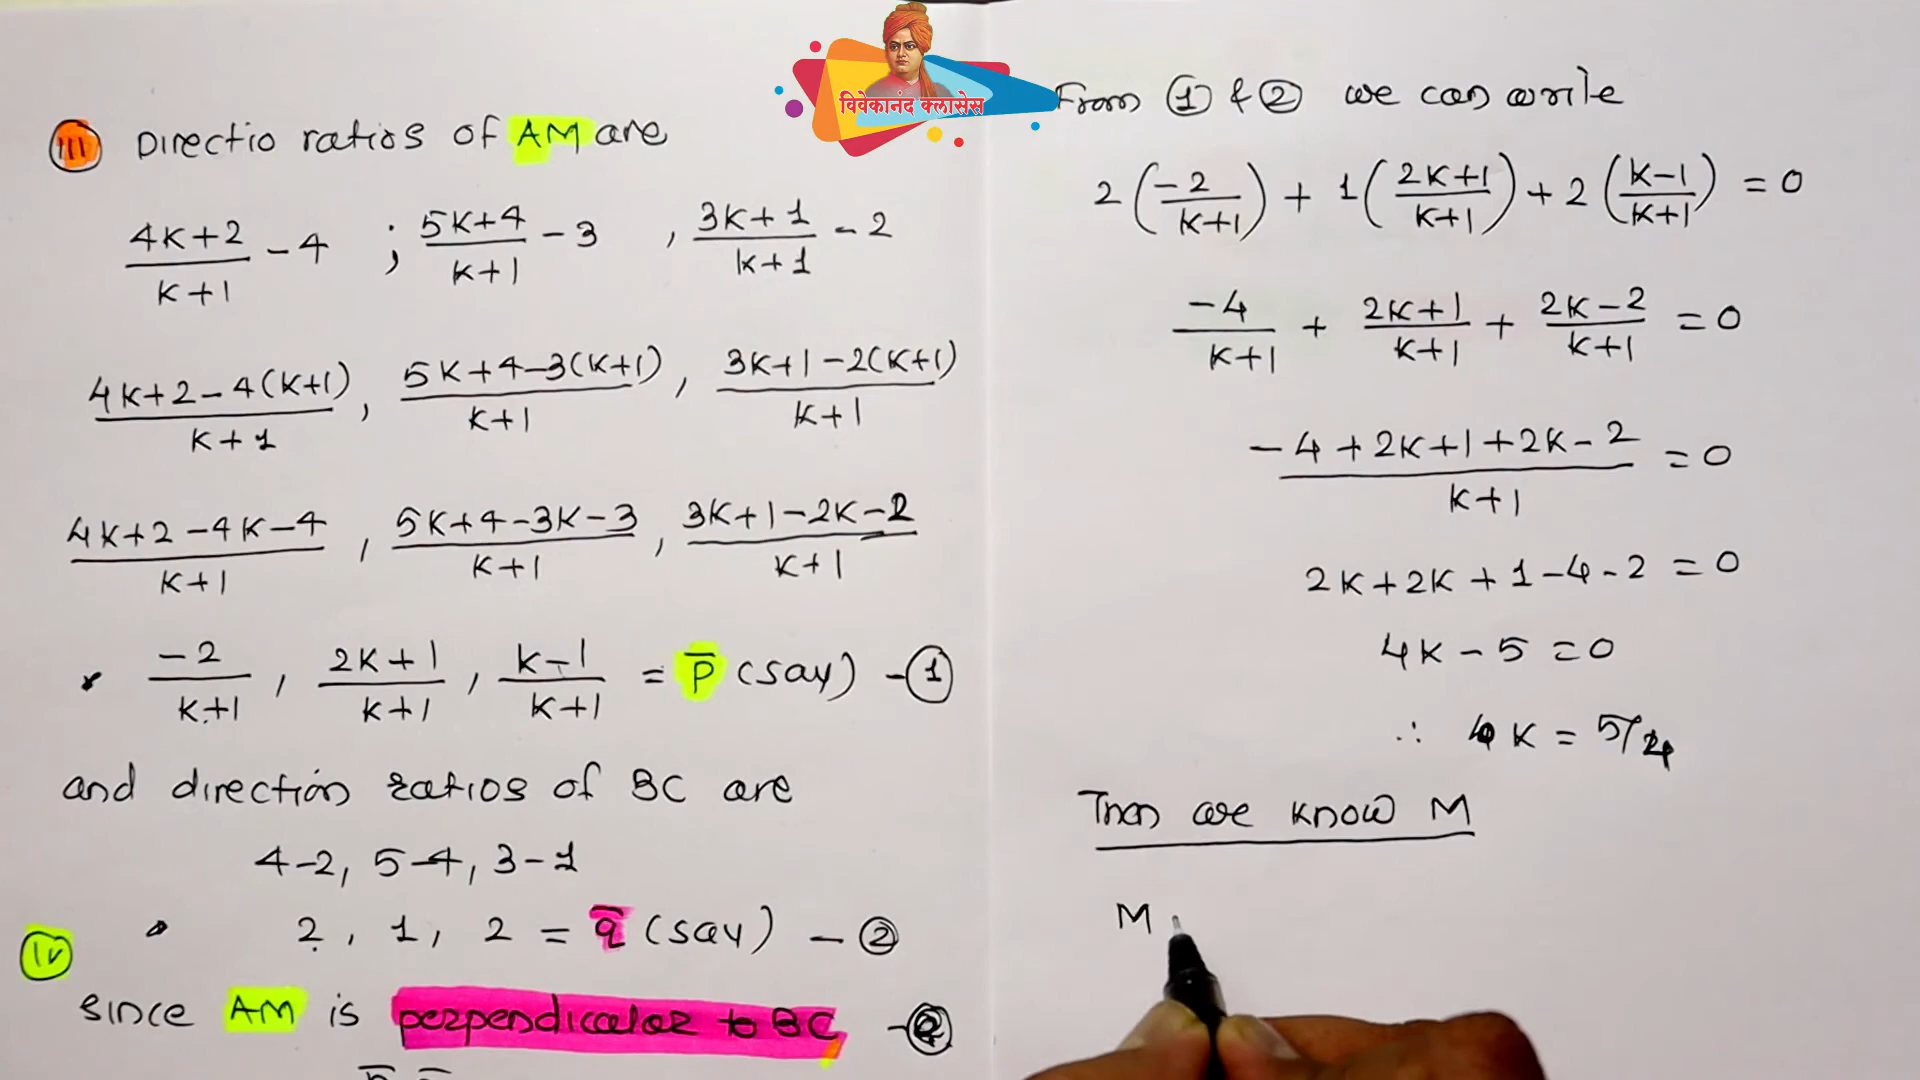 विवेकानंद क्लासेस
III Directio ratios of AM are
(4k+2)/(k+1) - 4 ; (5k+4)/(k+1) - 3 , (3k+1)/(k+1) - 2
(4k+2-4(k+1))/(k+1) , (5k+4-3(k+1))/(k+1) , (3k+1-2(k+1))/(k+1)
(4k+2-4k-4)/(k+1) , (5k+4-3k-3)/(k+1) , (3k+1-2k-2)/(k+1)
-2/(k+1) , (2k+1)/(k+1) , (k-1)/(k+1) = p̅ (say) - ①
and direction ratios of BC are
4-2, 5-4, 3-1
2, 1, 2 = q̅ (say) - ②
IV
since AM is perpendicular to BC
From ① & ② we can write
2(-2/(k+1)) + 1((2k+1)/(k+1)) + 2((k-1)/(k+1)) = 0
-4/(k+1) + (2k+1)/(k+1) + (2k-2)/(k+1) = 0
(-4+2k+1+2k-2)/(k+1) = 0
2k+2k+1-4-2 = 0
4k-5=0
∴ k = 5/4
Then we know M
M